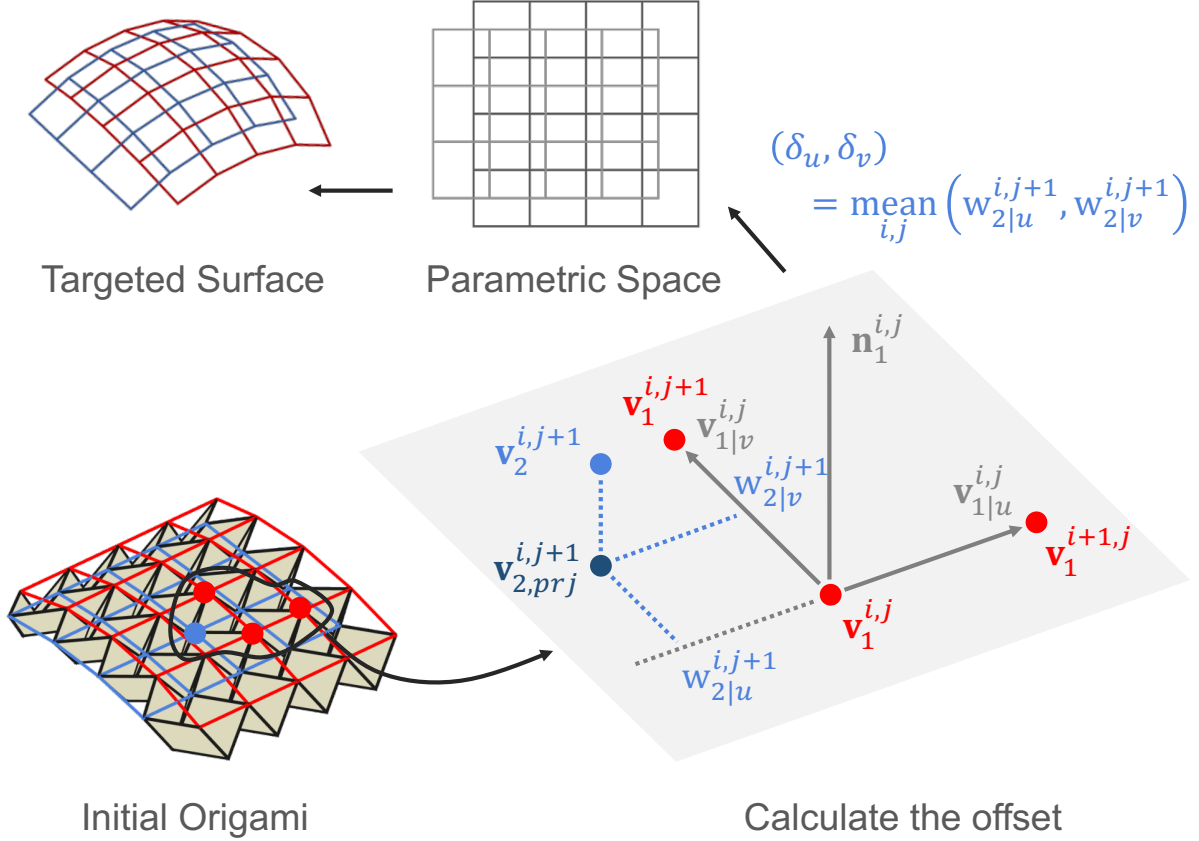 (δ_u, δ_v)
= mean_{i,j} (w_{2|u}^{i,j+1}, w_{2|v}^{i,j+1})
Targeted Surface
Parametric Space
n_1^{i,j}
v_1^{i,j+1}
v_{1|v}^{i,j}
v_2^{i,j+1}
w_{2|v}^{i,j+1}
v_{1|u}^{i,j}
v_1^{i+1,j}
v_{2,prj}^{i,j+1}
v_1^{i,j}
w_{2|u}^{i,j+1}
Initial Origami
Calculate the offset